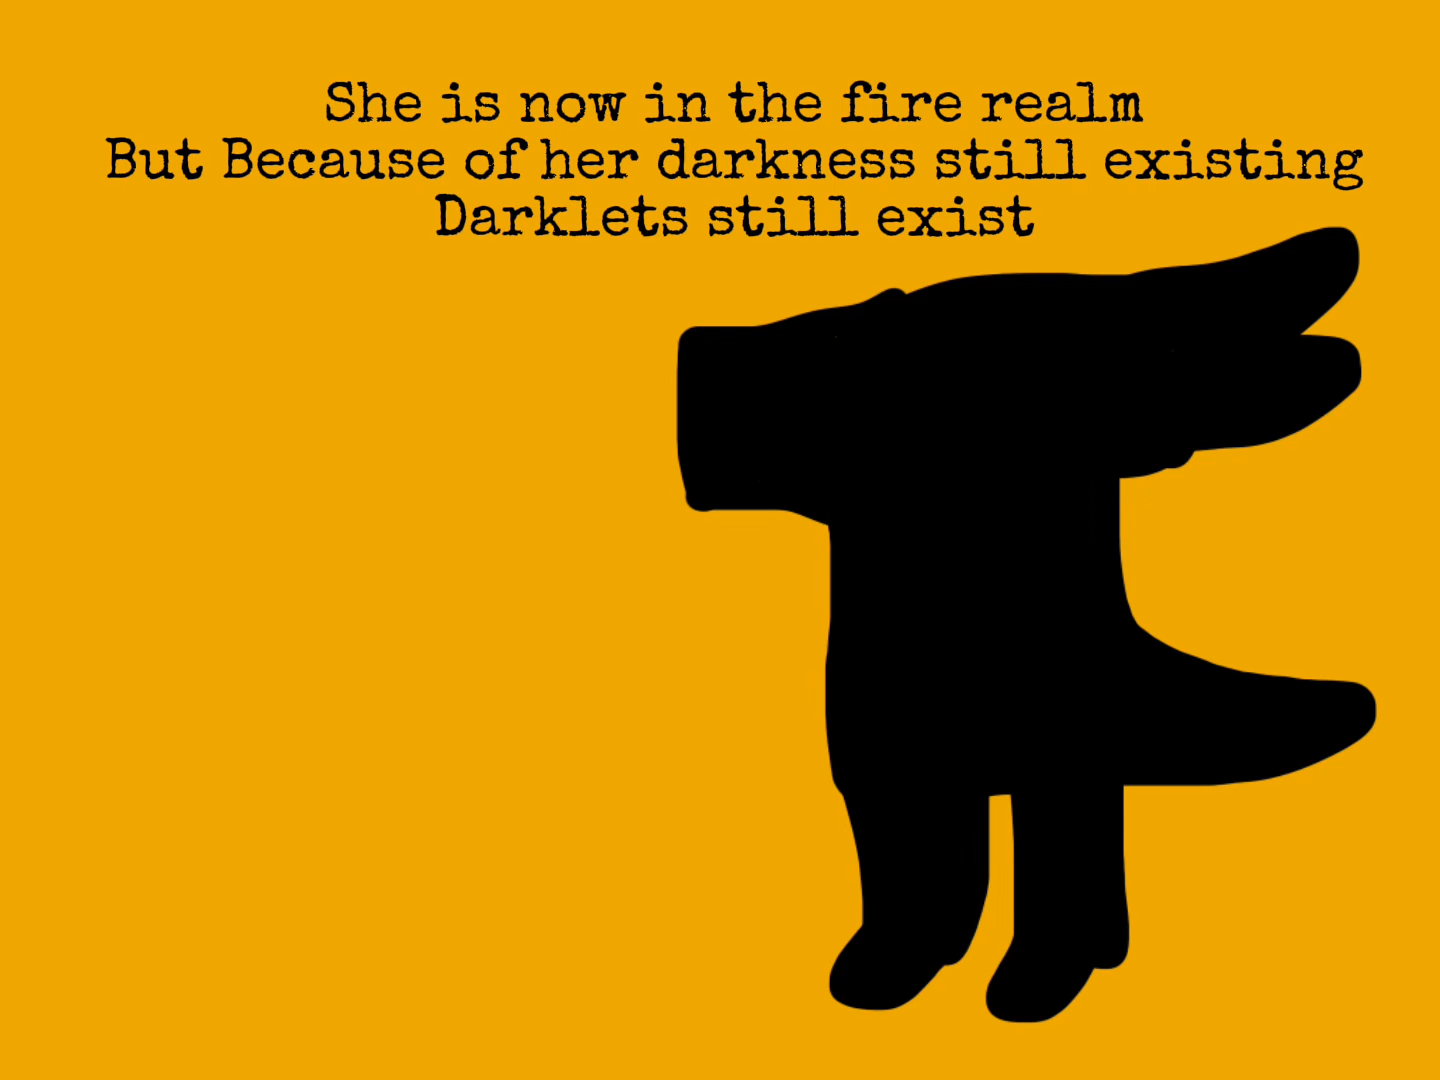 She is now in the fire realm
But Because of her darkness still existing
Darklets still exist